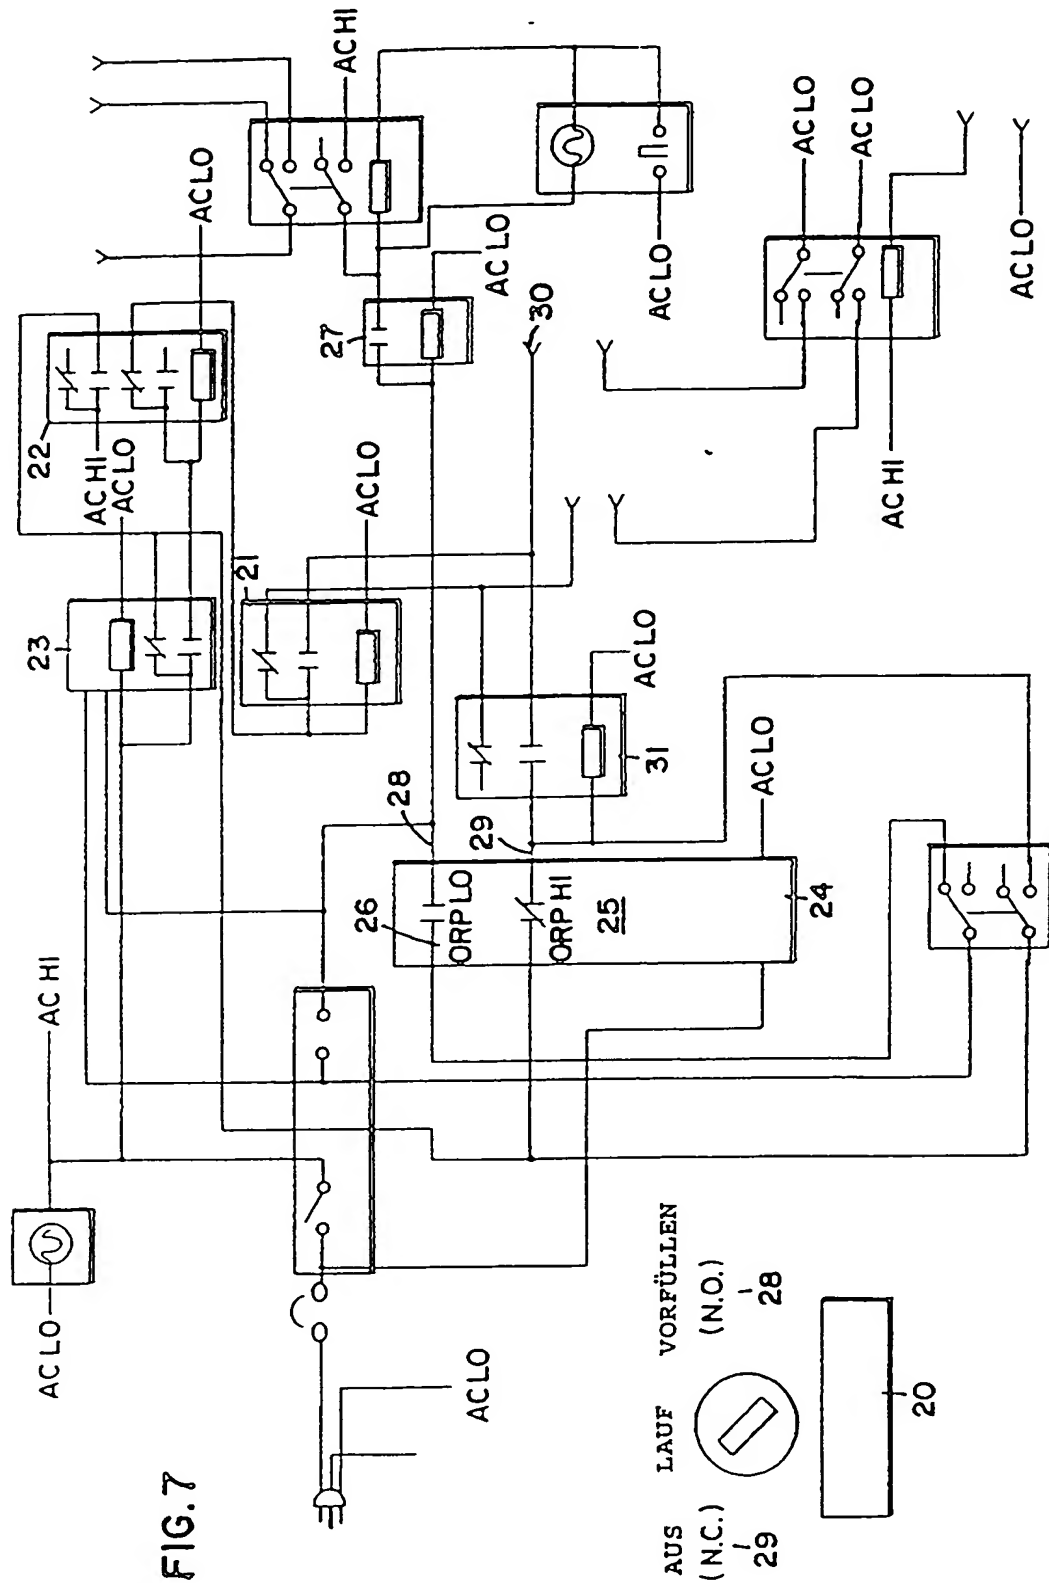 FIG.7
AC LO
AC HI
AC LO
AC HI
AC LO
22
23
21
AC LO
AC HI
AC LO
27
AC LO
30
AC LO
AC LO
AC LO
AC HI
AC LO
AC LO
31
AC LO
28
29
26
ORP LO
ORP HI
25
24
AC LO
AUS LAUF VORFÜLLEN
(N.C.) (N.O.)
29 28
20